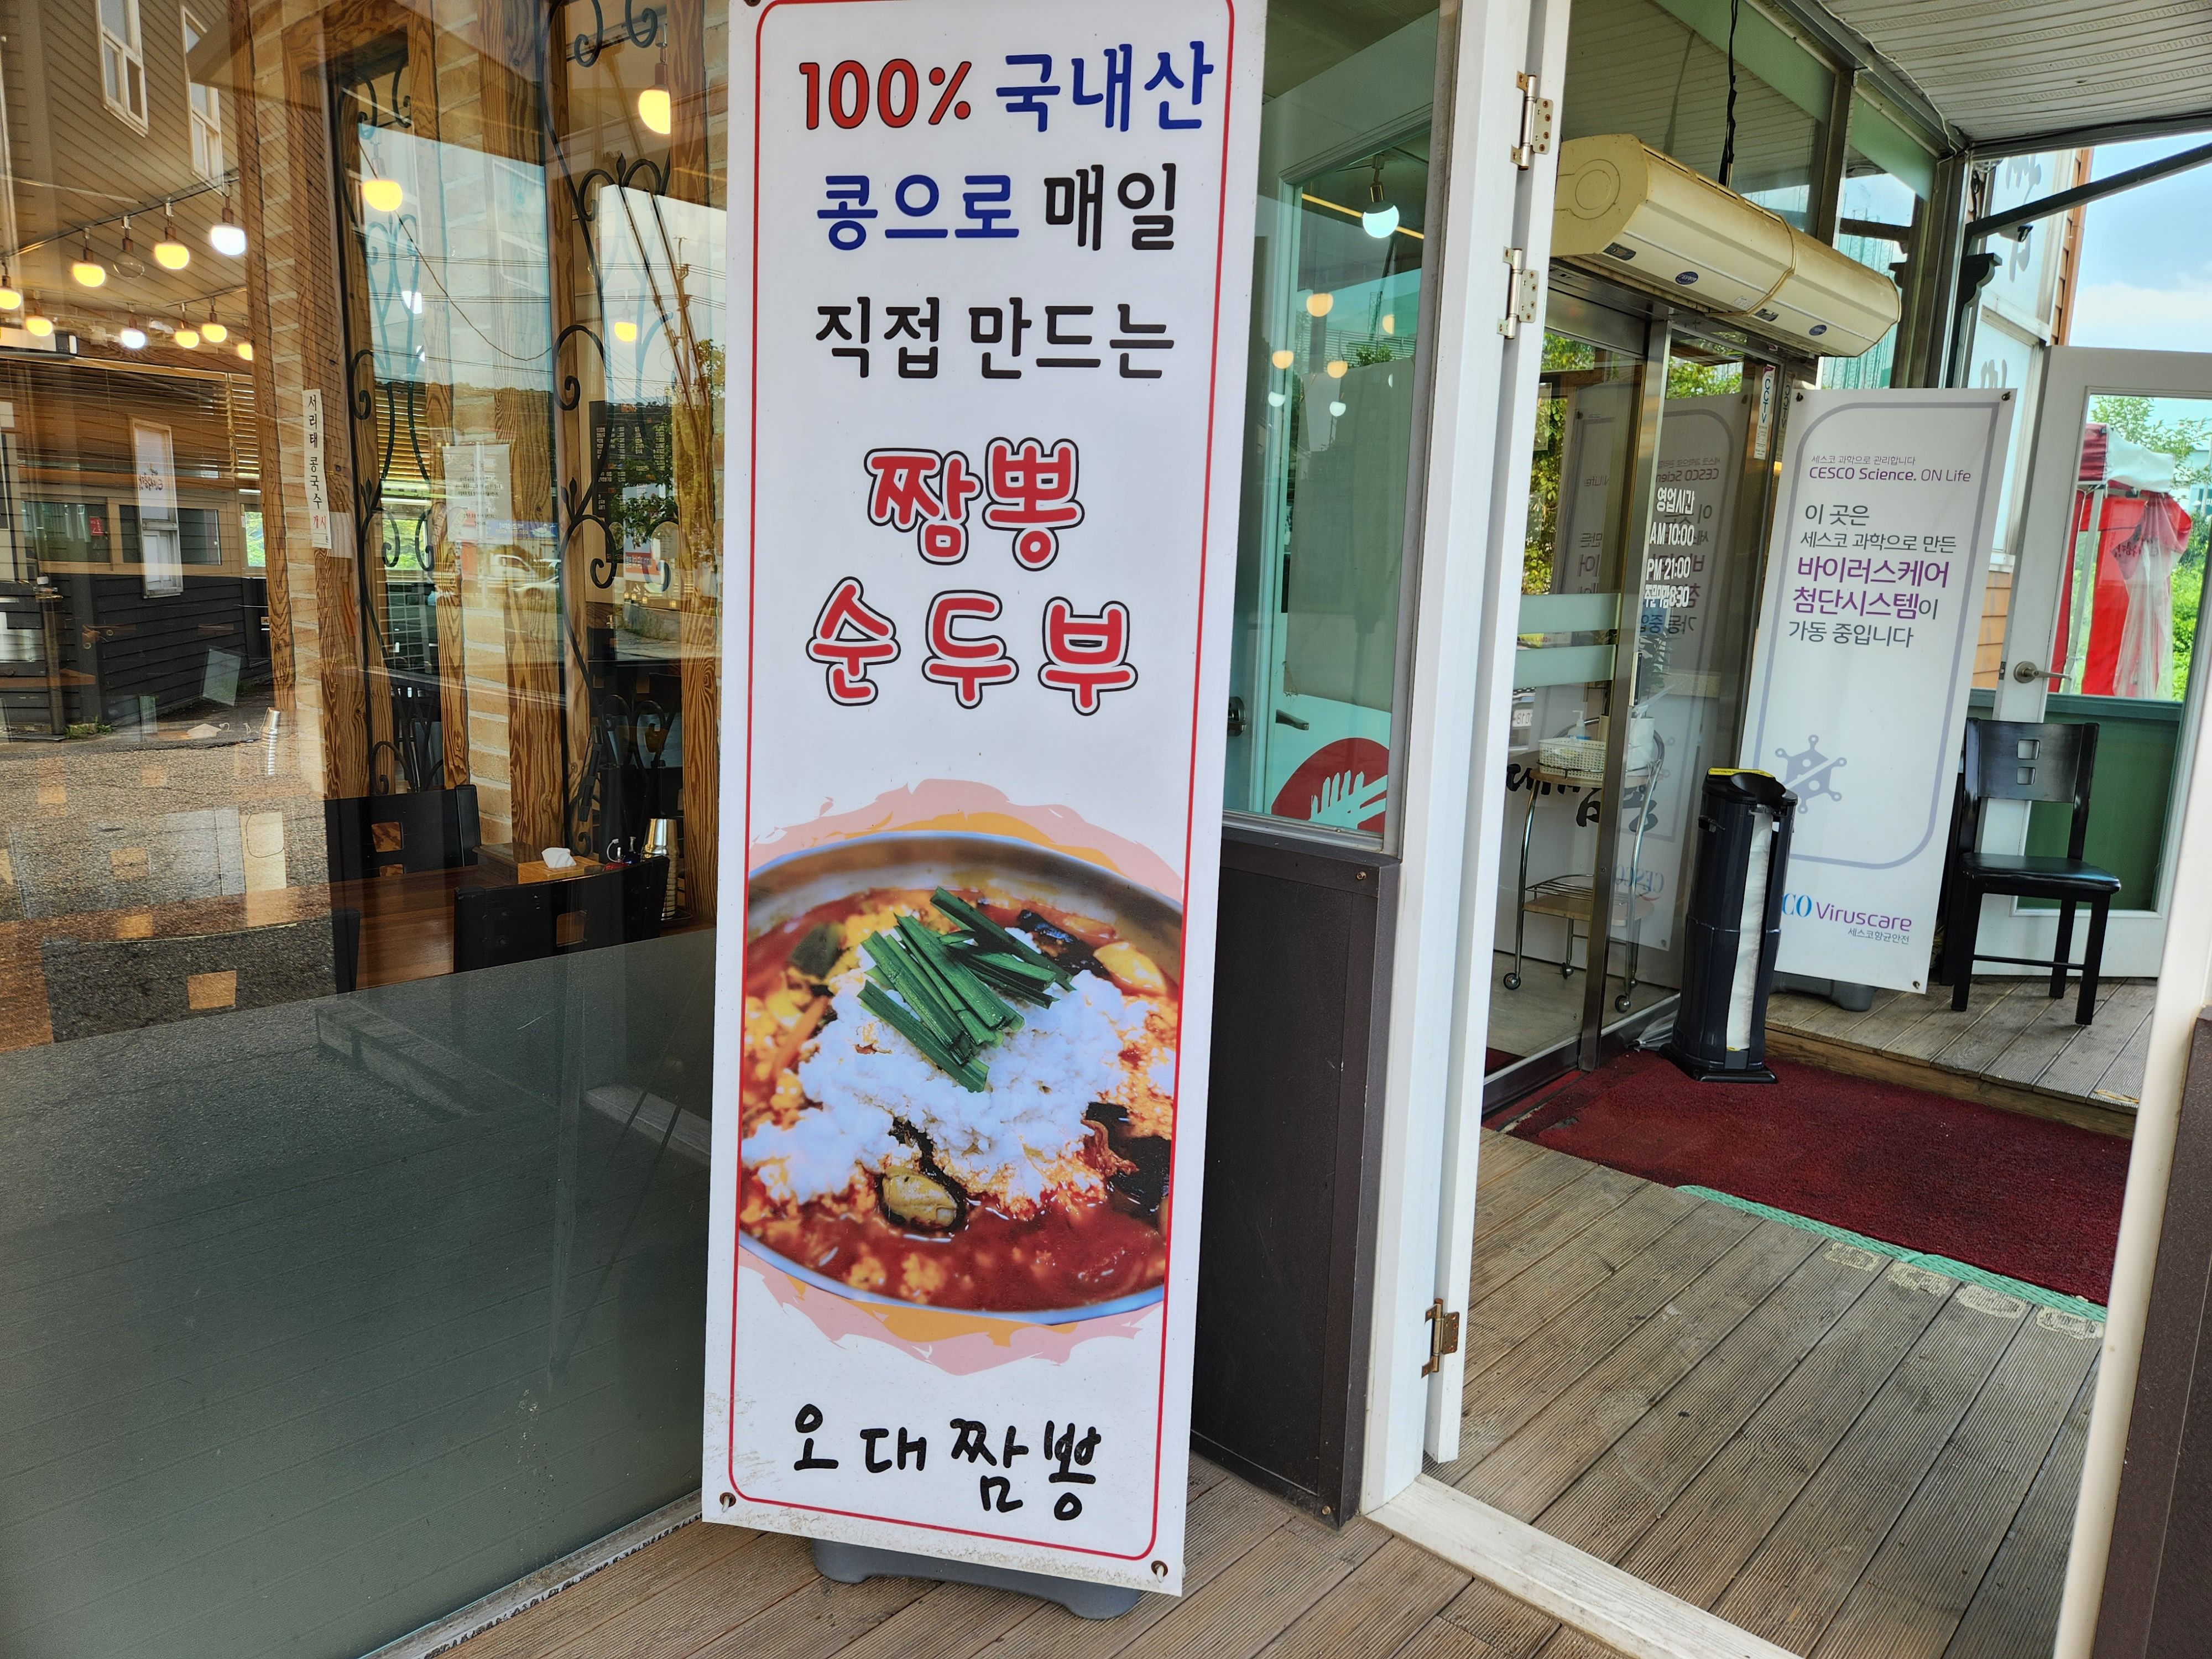 100% 국내산
콩으로 매일
직접 만드는
짬뽕
순두부
오대짬뽕
서리태 콩국수 개시
영업시간
AM 10:00
PM 21:00
CCTV
세스코 과학으로 관리합니다
CESCO Science. ON Life
이 곳은
세스코 과학으로 만든
바이러스케어
첨단시스템이
가동 중입니다
CO Viruscare
세스코항균안전